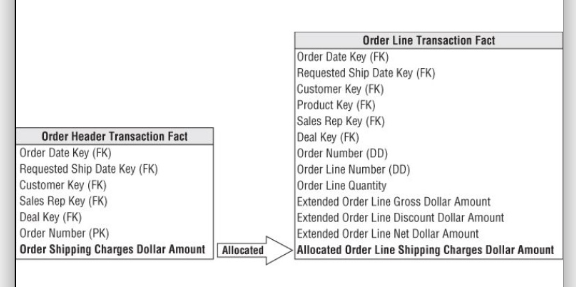 Order Line Transaction Fact
Order Date Key (FK)
Requested Ship Date Key (FK)
Customer Key (FK)
Product Key (FK)
Sales Rep Key (FK)
Deal Key (FK)
Order Number (DD)
Order Line Number (DD)
Order Line Quantity
Extended Order Line Gross Dollar Amount
Extended Order Line Discount Dollar Amount
Extended Order Line Net Dollar Amount
Allocated Order Line Shipping Charges Dollar Amount
Order Header Transaction Fact
Order Date Key (FK)
Requested Ship Date Key (FK)
Customer Key (FK)
Sales Rep Key (FK)
Deal Key (FK)
Order Number (PK)
Order Shipping Charges Dollar Amount
Allocated